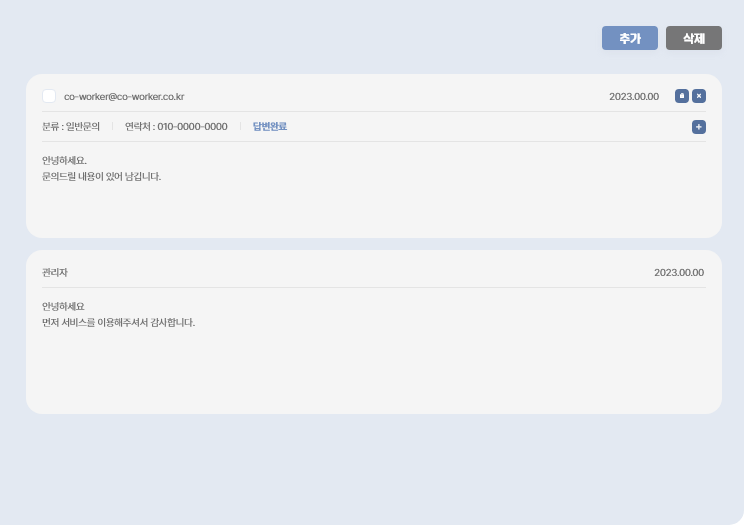 추가 삭제
co-worker@co-worker.co.kr 2023.00.00
분류 : 일반문의 연락처 : 010-0000-0000 답변완료
안녕하세요.
문의드릴 내용이 있어 남깁니다.
관리자 2023.00.00
안녕하세요
먼저 서비스를 이용해주셔서 감사합니다.